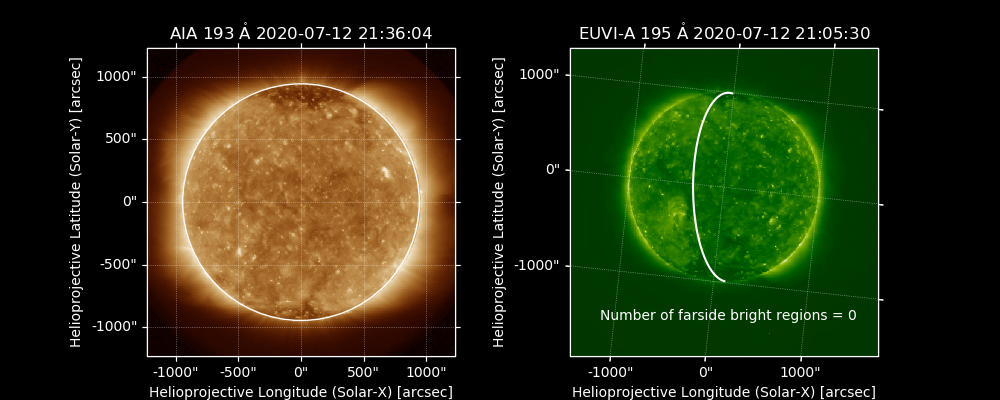 AIA 193 Å 2020-07-12 21:36:04
1000"
500"
0"
-500"
-1000"
-1000"
-500"
0"
500"
1000"
Helioprojective Longitude (Solar-X) [arcsec]
Helioprojective Latitude (Solar-Y) [arcsec]
EUVI-A 195 Å 2020-07-12 21:05:30
1000"
0"
-1000"
Number of farside bright regions = 0
-1000"
0"
1000"
Helioprojective Longitude (Solar-X) [arcsec]
Helioprojective Latitude (Solar-Y) [arcsec]